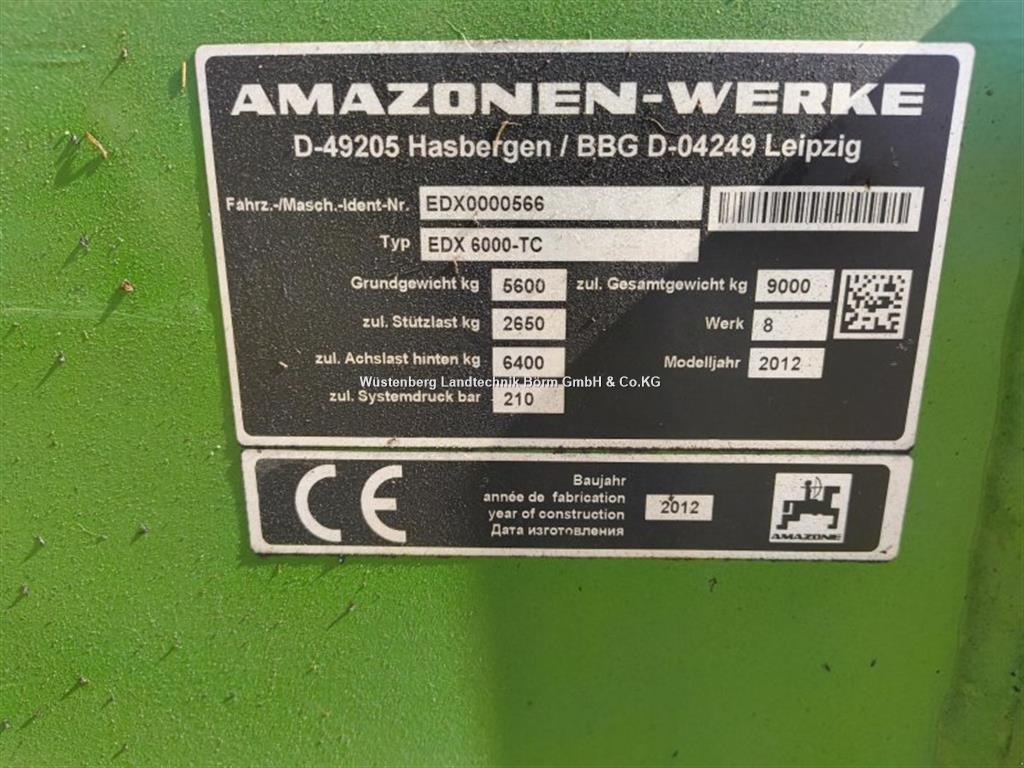 AMAZONEN-WERKE
D-49205 Hasbergen / BBG D-04249 Leipzig
Fahrz.-/Masch.-Ident-Nr. EDX0000566
Typ EDX 6000-TC
Grundgewicht kg 5600 zul. Gesamtgewicht kg 9000
zul. Stützlast kg 2650 Werk 8
zul. Achslast hinten kg 6400 Modelljahr 2012
Wüstenberg Landtechnik Börm GmbH & Co.KG
zul. Systemdruck bar 210
CE
Baujahr
année de fabrication
year of construction 2012
Дата изготовления
AMAZONE